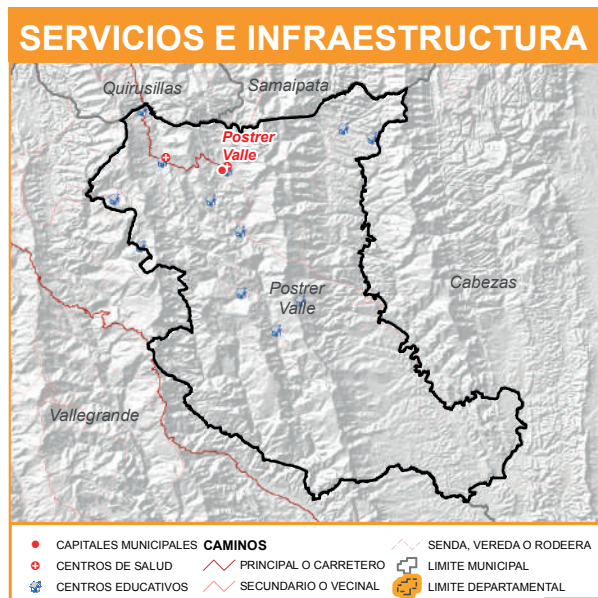 SERVICIOS E INFRAESTRUCTURA
Quirusillas
Samaipata
Postrer
Valle
Postrer
Valle
Cabezas
Vallegrande
CAPITALES MUNICIPALES
CENTROS DE SALUD
CENTROS EDUCATIVOS
CAMINOS
PRINCIPAL O CARRETERO
SECUNDARIO O VECINAL
SENDA, VEREDA O RODEERA
LIMITE MUNICIPAL
LIMITE DEPARTAMENTAL